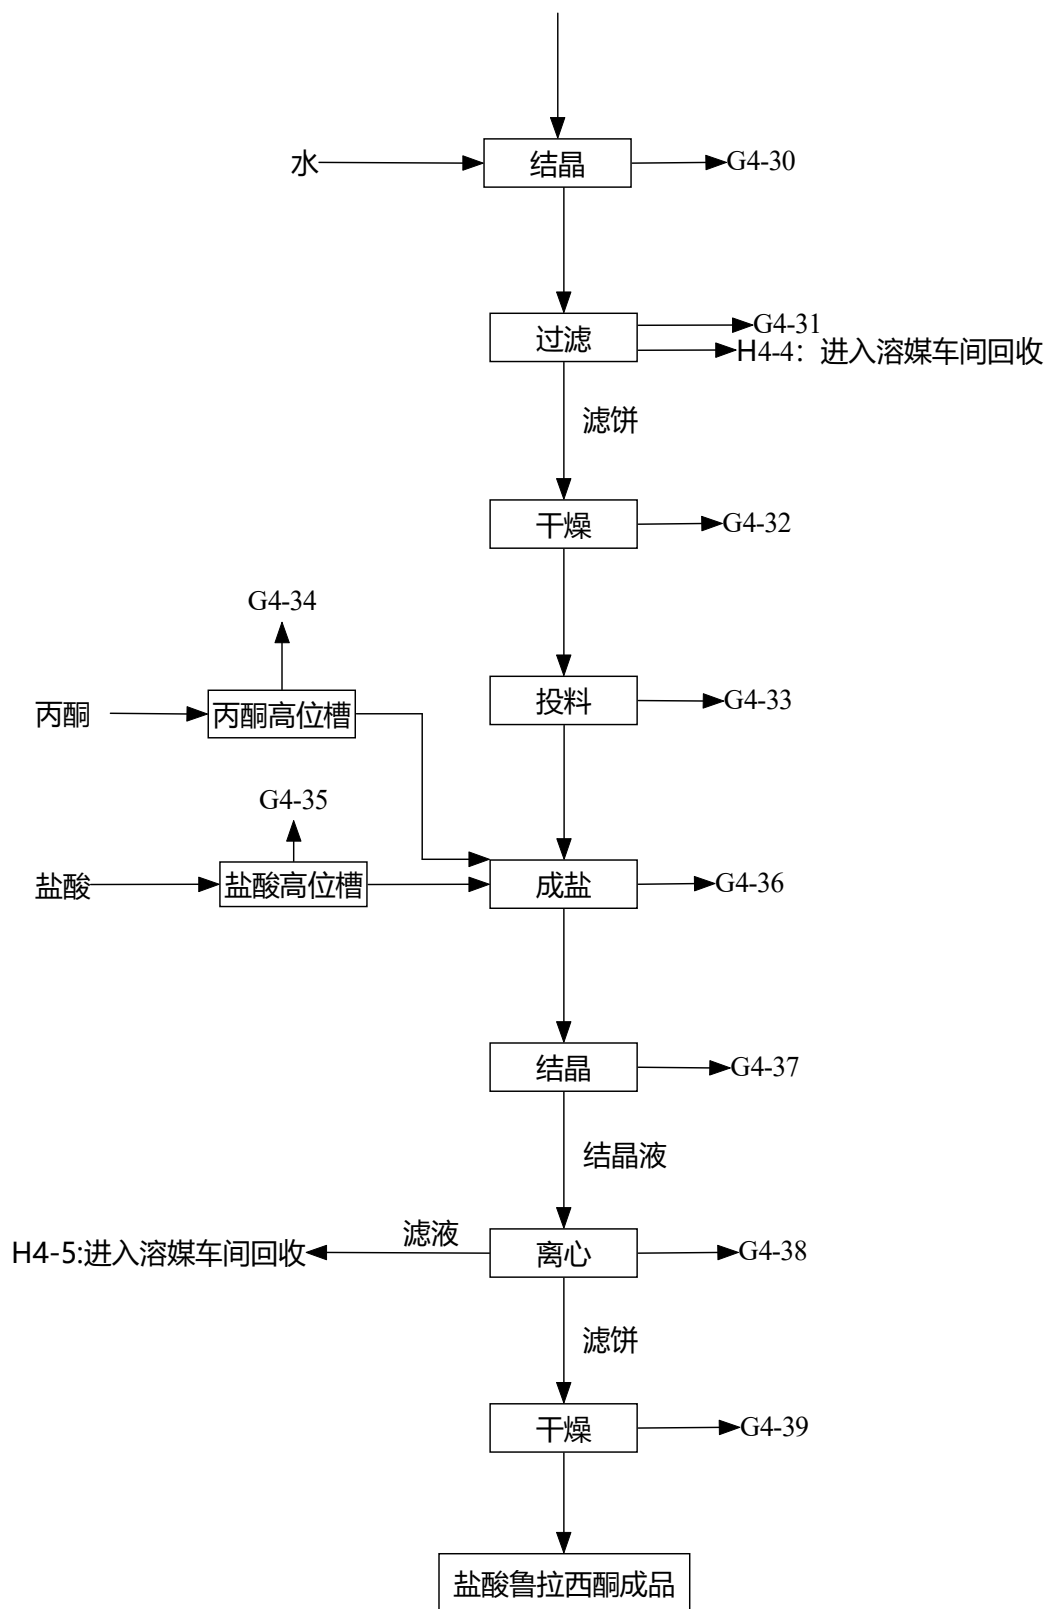 水
结晶
G4-30
过滤
G4-31
H4-4：进入溶媒车间回收
滤饼
干燥
G4-32
G4-34
丙酮
丙酮高位槽
投料
G4-33
G4-35
盐酸
盐酸高位槽
成盐
G4-36
结晶
G4-37
结晶液
H4-5:进入溶媒车间回收
滤液
离心
G4-38
滤饼
干燥
G4-39
盐酸鲁拉西酮成品